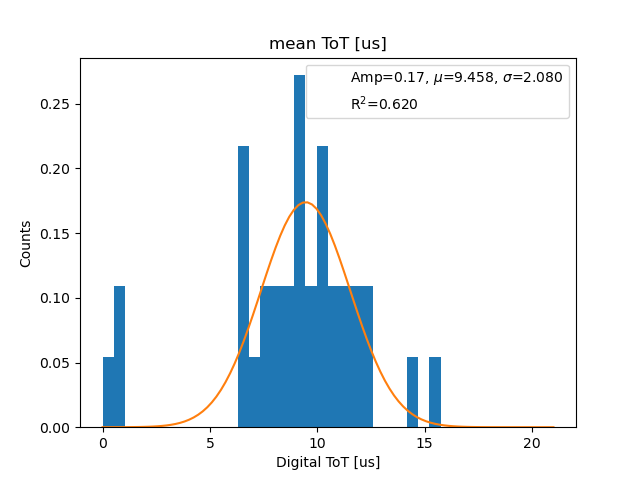 mean ToT [us]
Amp=0.17, μ=9.458, σ=2.080
R²=0.620
Counts
0.25
0.20
0.15
0.10
0.05
0.00
0 5 10 15 20
Digital ToT [us]